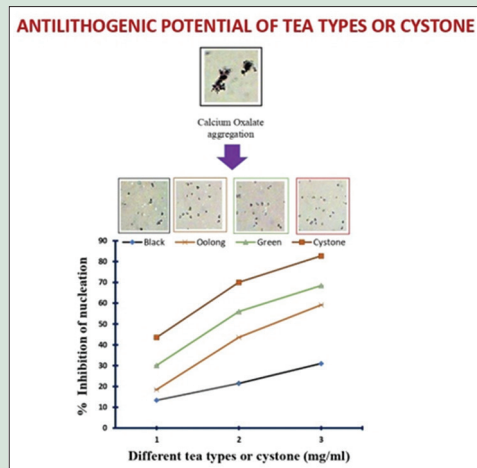 ANTILITHOGENIC POTENTIAL OF TEA TYPES OR CYSTONE
Calcium Oxalate
aggregation
Black Oolong Green Cystone
90
80
70
60
50
40
30
20
10
0
% Inhibition of nucleation
1 2 3
Different tea types or cystone (mg/ml)